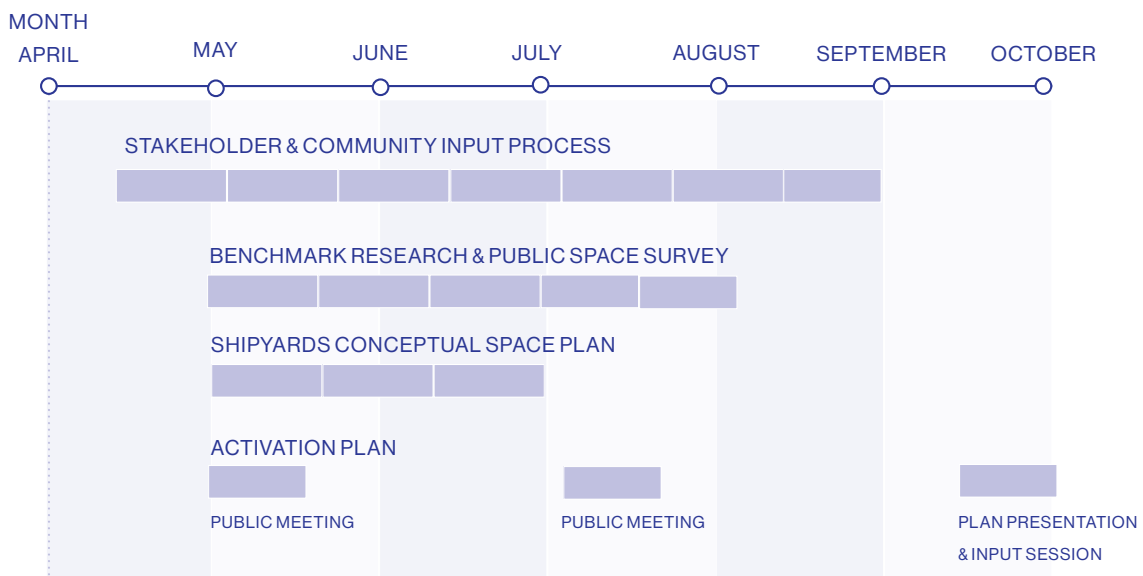 MONTH
APRIL MAY JUNE JULY AUGUST SEPTEMBER OCTOBER
STAKEHOLDER & COMMUNITY INPUT PROCESS
BENCHMARK RESEARCH & PUBLIC SPACE SURVEY
SHIPYARDS CONCEPTUAL SPACE PLAN
ACTIVATION PLAN
PUBLIC MEETING PUBLIC MEETING PLAN PRESENTATION
& INPUT SESSION